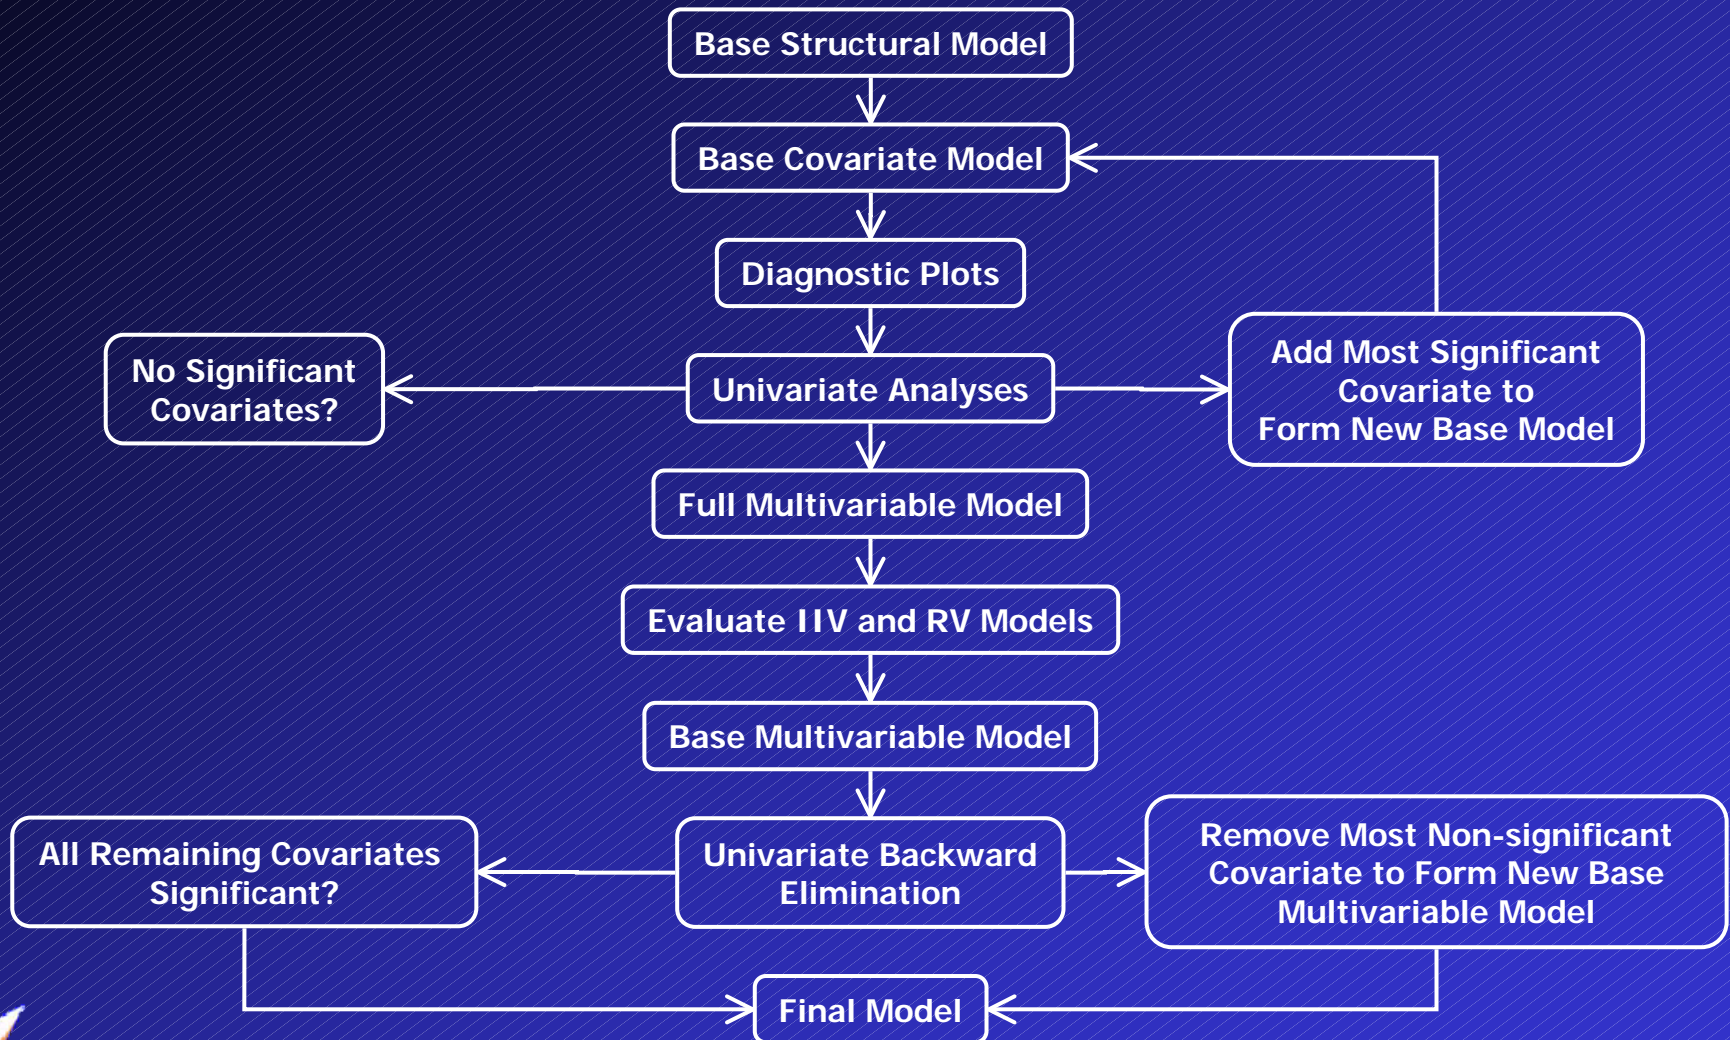 Base Structural Model
Base Covariate Model
Diagnostic Plots
No Significant
Covariates?
Univariate Analyses
Add Most Significant
Covariate to
Form New Base Model
Full Multivariable Model
Evaluate IIV and RV Models
Base Multivariable Model
All Remaining Covariates
Significant?
Univariate Backward
Elimination
Remove Most Non-significant
Covariate to Form New Base
Multivariable Model
Final Model